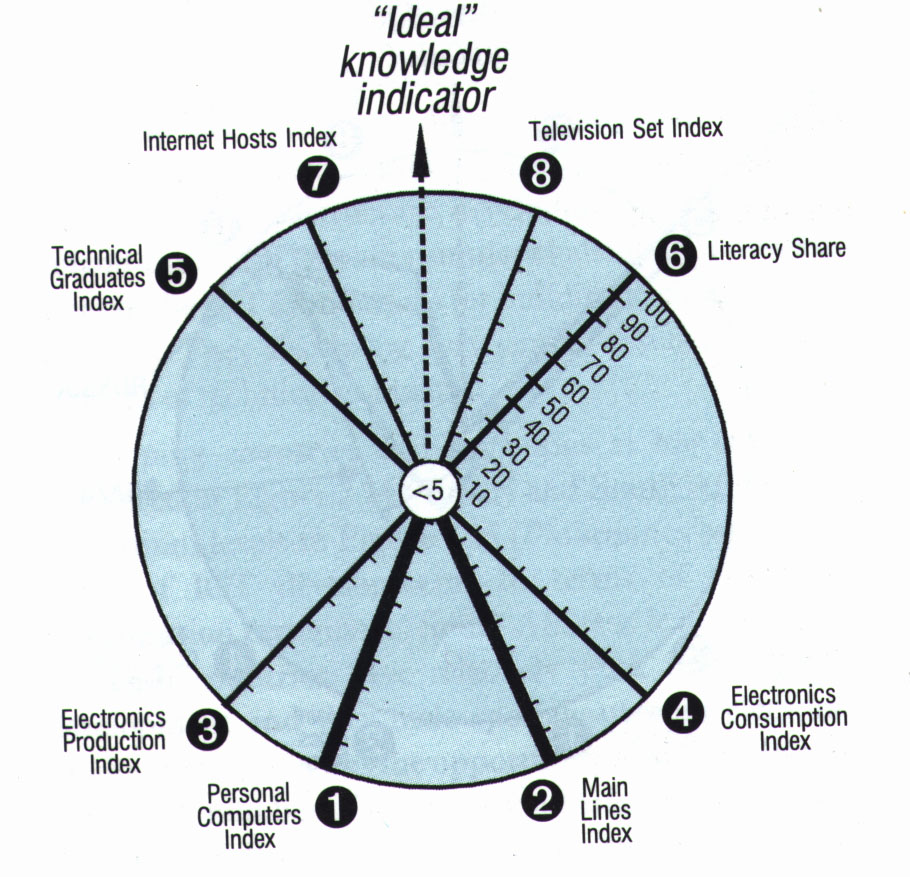 “Ideal”
knowledge
indicator
Internet Hosts Index
7
Television Set Index
8
Technical
Graduates
Index
5
6
Literacy Share
100
90
80
70
60
50
40
30
20
10
<5
Electronics
Production
Index
3
4
Electronics
Consumption
Index
Personal
Computers
Index
1
2
Main
Lines
Index